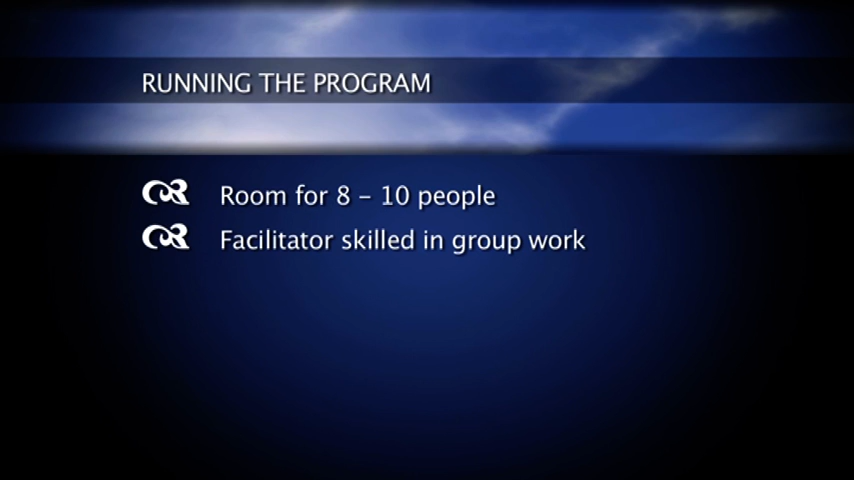 RUNNING THE PROGRAM
Room for 8 – 10 people
Facilitator skilled in group work